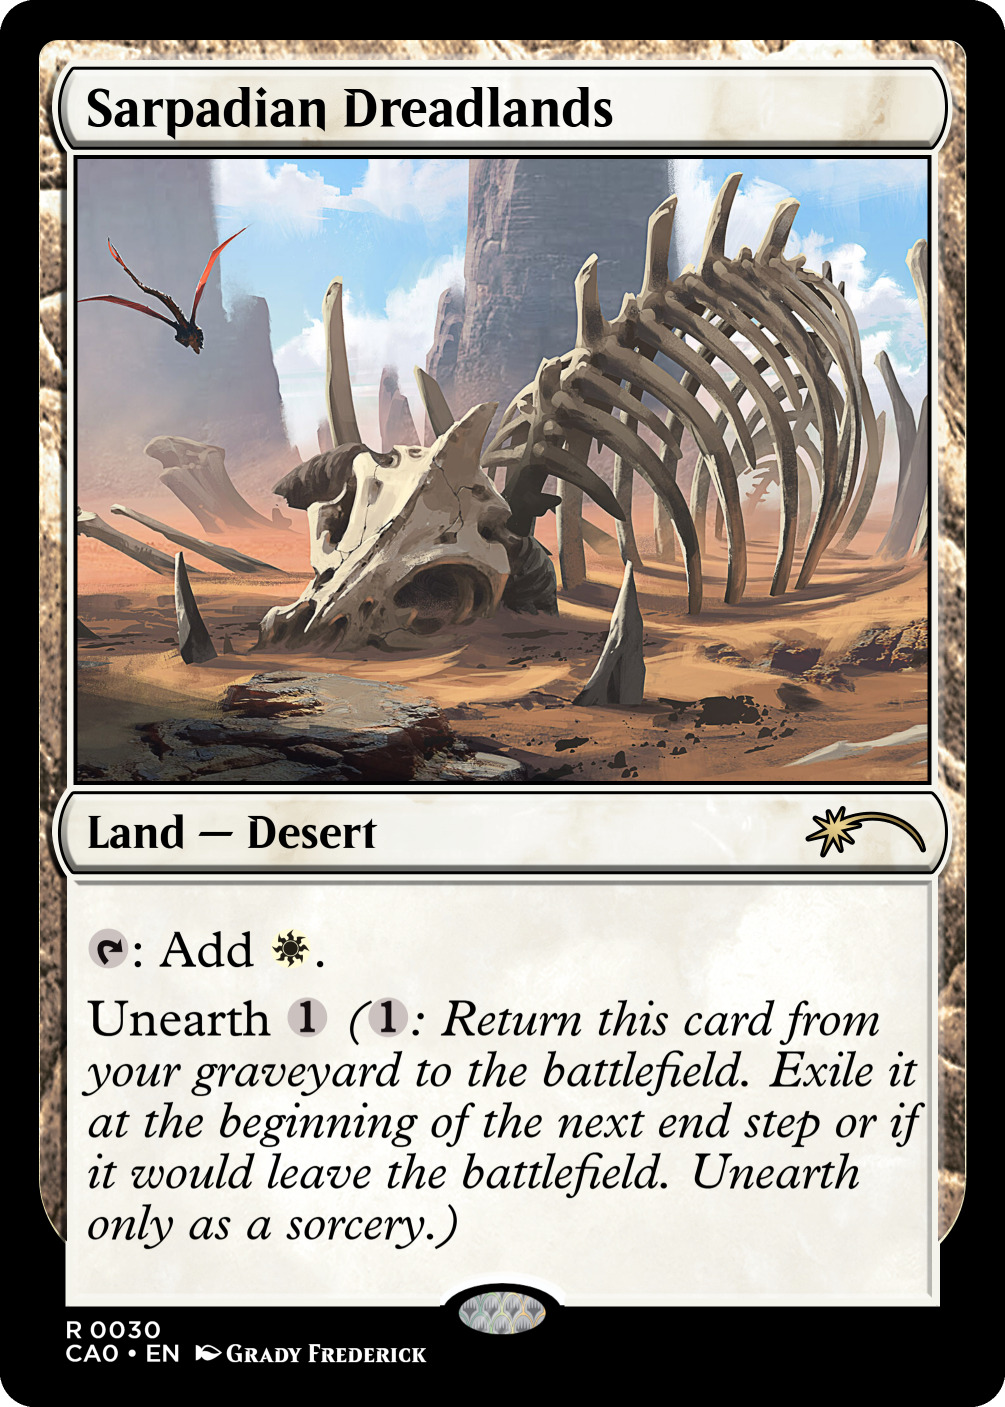 Sarpadian Dreadlands
Land — Desert
: Add .
Unearth 1 (1: Return this card from
your graveyard to the battlefield. Exile it
at the beginning of the next end step or if
it would leave the battlefield. Unearth
only as a sorcery.)
R 0030
CAO • EN Grady Frederick